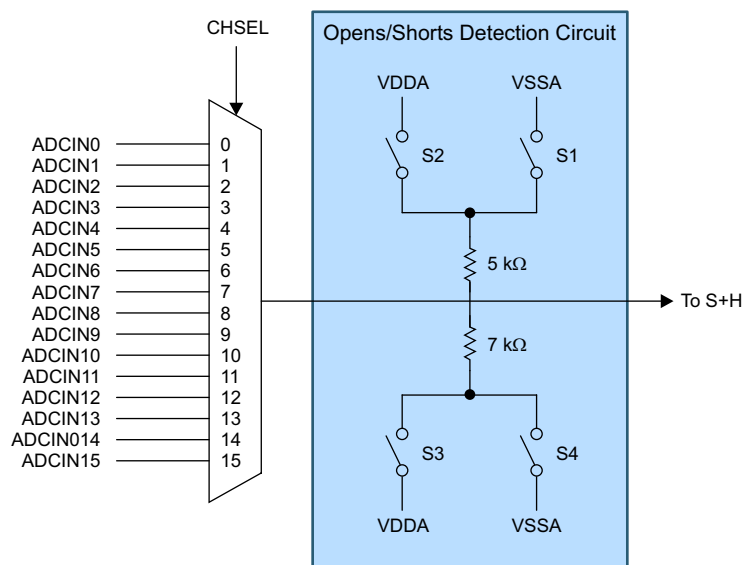 CHSEL
Opens/Shorts Detection Circuit
VDDA
VSSA
S2
S1
ADCIN0
0
ADCIN1
1
ADCIN2
2
ADCIN3
3
ADCIN4
4
ADCIN5
5
ADCIN6
6
ADCIN7
7
ADCIN8
8
ADCIN9
9
ADCIN10
10
ADCIN11
11
ADCIN12
12
ADCIN13
13
ADCIN014
14
ADCIN15
15
5 kΩ
To S+H
7 kΩ
S3
S4
VDDA
VSSA